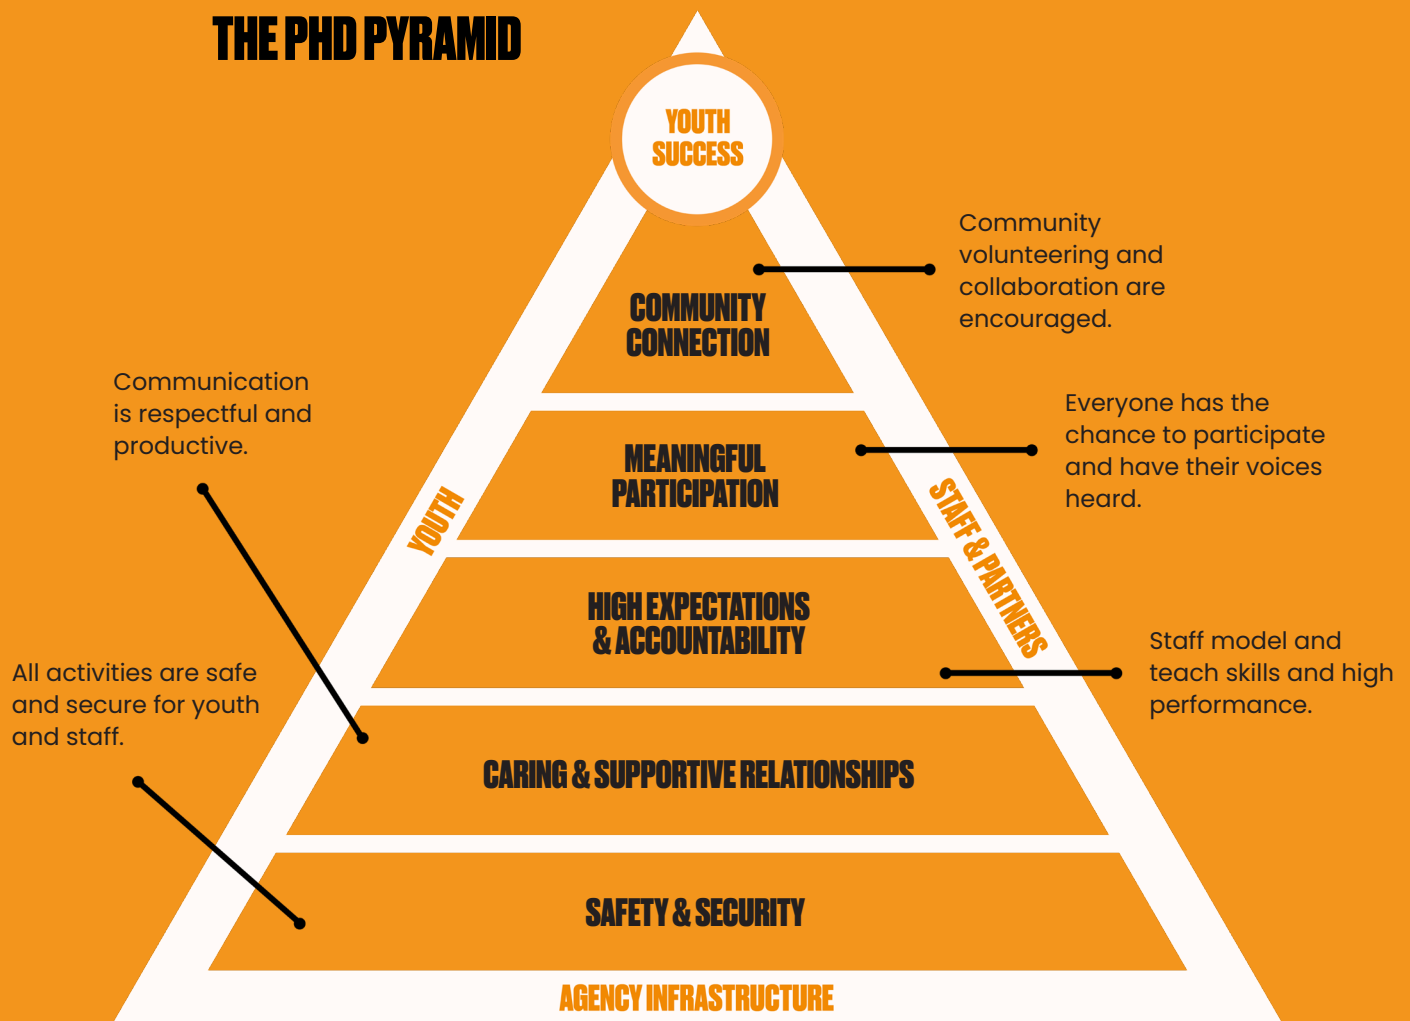 THE PHD PYRAMID
YOUTH
SUCCESS
Community
volunteering and
collaboration are
encouraged.
COMMUNITY
CONNECTION
Communication
is respectful and
productive.
Everyone has the
chance to participate
and have their voices
heard.
MEANINGFUL
PARTICIPATION
YOUTH
STAFF & PARTNERS
HIGH EXPECTATIONS
& ACCOUNTABILITY
Staff model and
teach skills and high
performance.
All activities are safe
and secure for youth
and staff.
CARING & SUPPORTIVE RELATIONSHIPS
SAFETY & SECURITY
AGENCY INFRASTRUCTURE